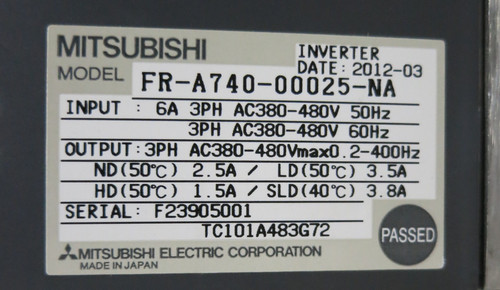 MITSUBISHI
INVERTER
DATE: 2012-03
MODEL FR-A740-00025-NA
INPUT : 6A 3PH AC380-480V 50Hz
3PH AC380-480V 60Hz
OUTPUT:3PH AC380-480Vmax0.2-400Hz
ND(50℃) 2.5A / LD(50℃) 3.5A
HD(50℃) 1.5A / SLD(40℃) 3.8A
SERIAL: F23905001
TC101A483G72
PASSED
MITSUBISHI ELECTRIC CORPORATION
MADE IN JAPAN